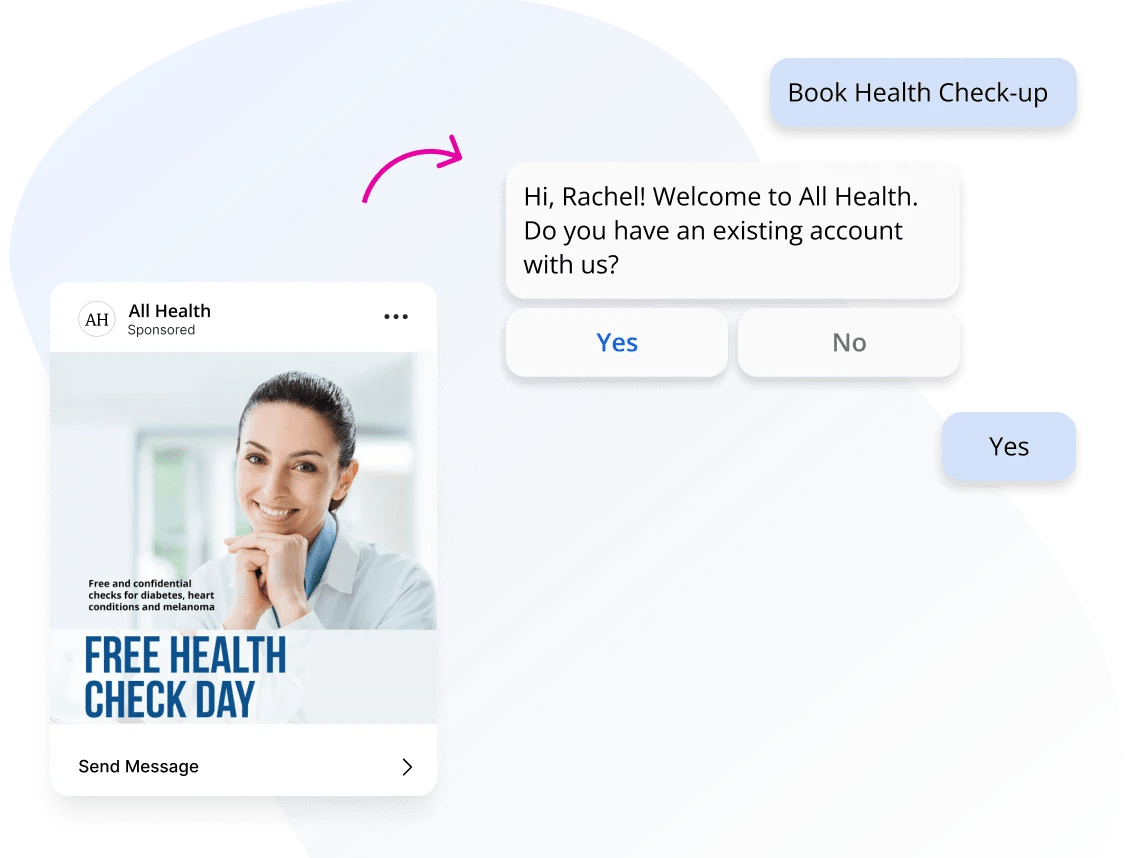 Book Health Check-up
Hi, Rachel! Welcome to All Health.
Do you have an existing account
with us?
Yes
No
Yes
AH
All Health
Sponsored
Free and confidential
checks for diabetes, heart
conditions and melanoma
FREE HEALTH
CHECK DAY
Send Message